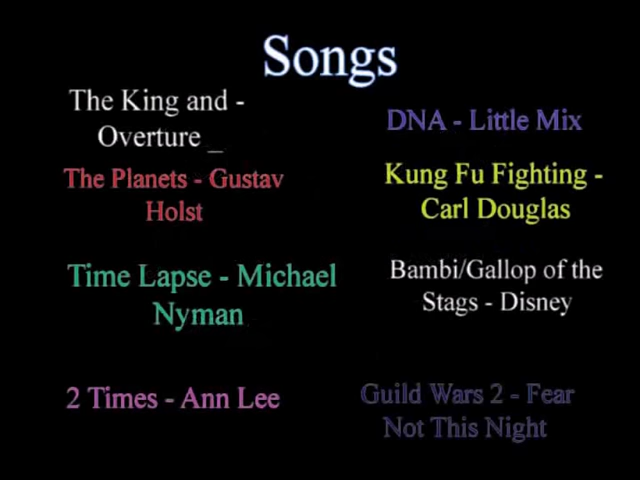 Songs
The King and -
Overture _
The Planets - Gustav
Holst
Time Lapse - Michael
Nyman
2 Times - Ann Lee
DNA - Little Mix
Kung Fu Fighting -
Carl Douglas
Bambi/Gallop of the
Stags - Disney
Guild Wars 2 - Fear
Not This Night